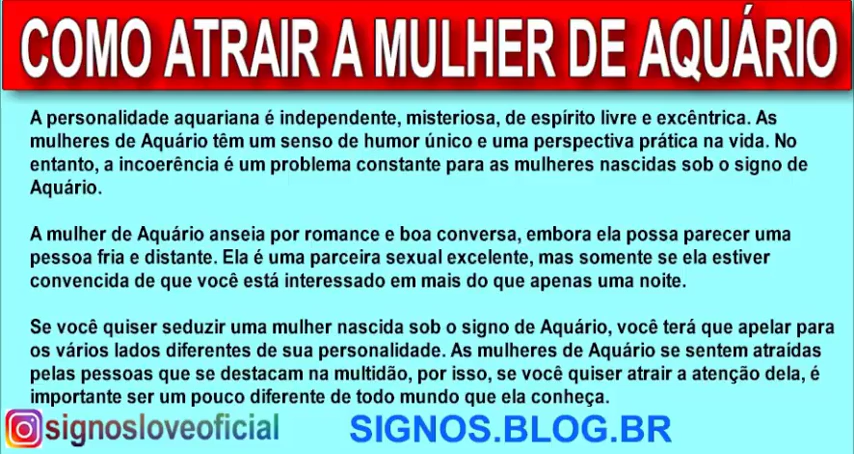 COMO ATRAIR A MULHER DE AQUÁRIO
A personalidade aquariana é independente, misteriosa, de espírito livre e excêntrica. As
mulheres de Aquário têm um senso de humor único e uma perspectiva prática na vida. No
entanto, a incoerência é um problema constante para as mulheres nascidas sob o signo de
Aquário.
A mulher de Aquário anseia por romance e boa conversa, embora ela possa parecer uma
pessoa fria e distante. Ela é uma parceira sexual excelente, mas somente se ela estiver
convencida de que você está interessado em mais do que apenas uma noite.
Se você quiser seduzir uma mulher nascida sob o signo de Aquário, você terá que apelar para
os vários lados diferentes de sua personalidade. As mulheres de Aquário se sentem atraídas
pelas pessoas que se destacam na multidão, por isso, se você quiser atrair a atenção dela, é
importante ser um pouco diferente de todo mundo que ela conheça.
@signosloveoficial SIGNOS.BLOG.BR